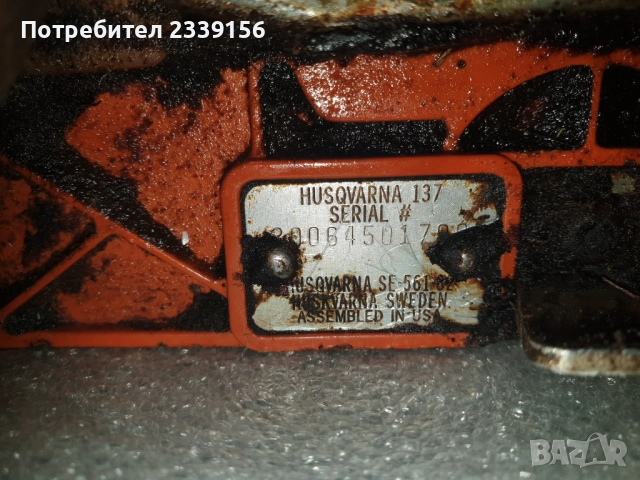 Потребител 2339156
HUSQVARNA 137
SERIAL #
HUSQVARNA SE-561 82
HUSKVARNA SWEDEN.
ASSEMBLED IN USA
BAZAR